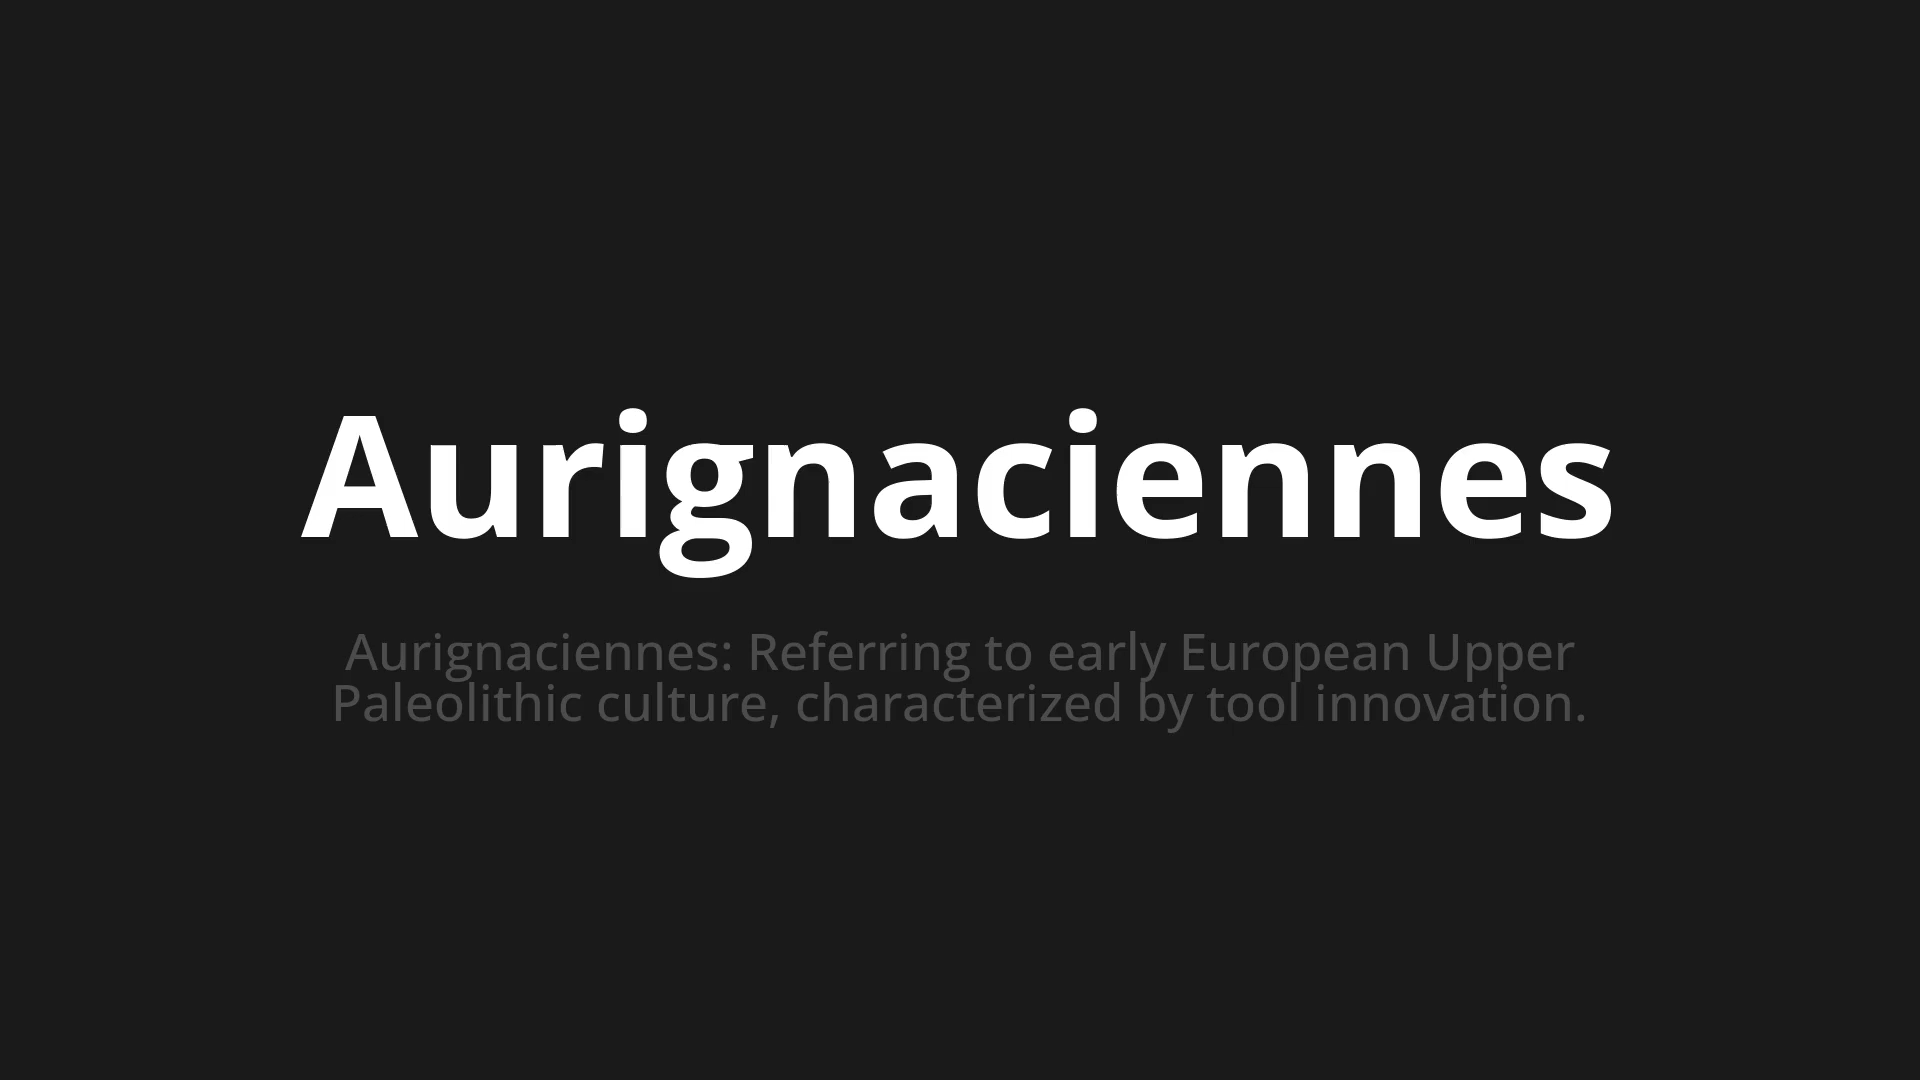 Aurignaciennes
Aurignaciennes: Referring to early European Upper
Paleolithic culture, characterized by tool innovation.